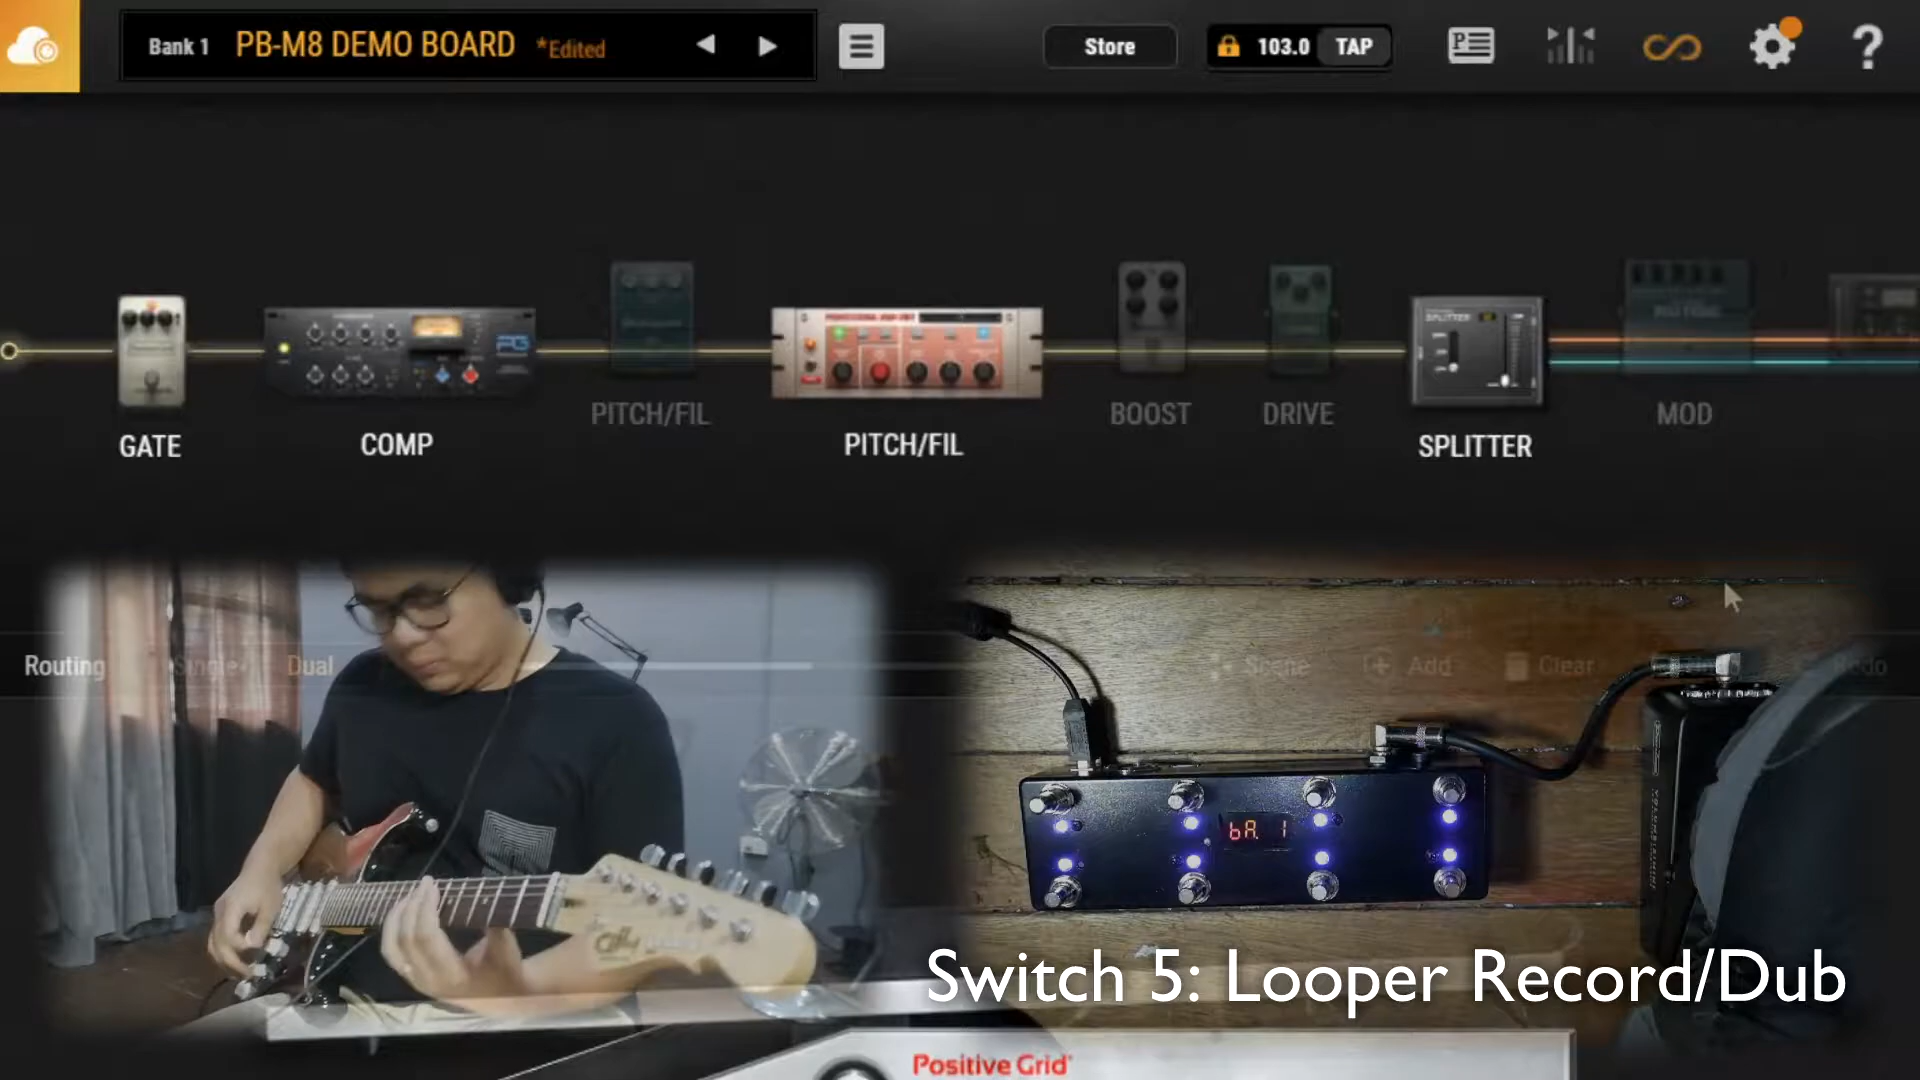 Bank 1 PB-M8 DEMO BOARD *Edited
Store
103.0 TAP
GATE
COMP
PITCH/FIL
PITCH/FIL
BOOST
DRIVE
SPLITTER
MOD
Routing Single Dual
Scene Add Clear Redo
bA. 1
Switch 5: Looper Record/Dub
Positive Grid